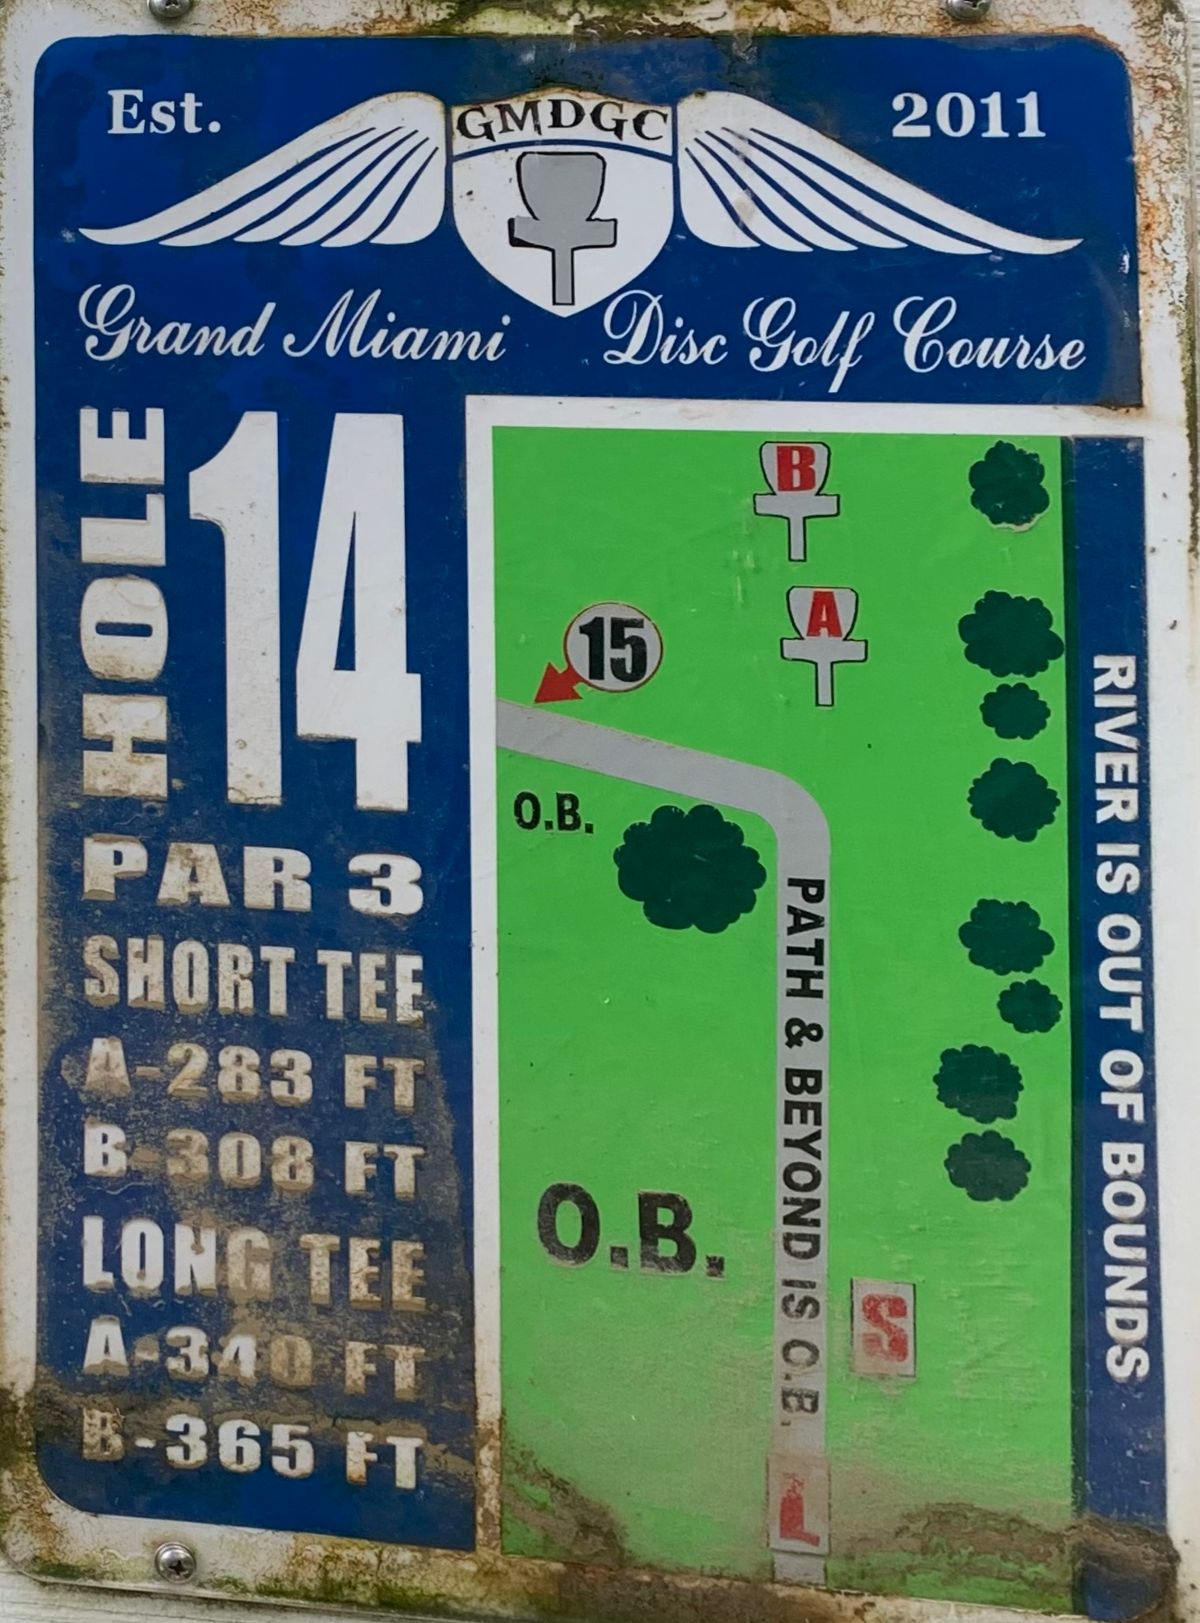 Est.
GMDGC
2011
Grand Miami Disc Golf Course
HOLE
14
PAR 3
SHORT TEE
A-283 FT
B-308 FT
LONG TEE
A-340 FT
B-365 FT
B
A
15
O.B.
PATH & BEYOND IS O.B.
O.B.
S
L
RIVER IS OUT OF BOUNDS